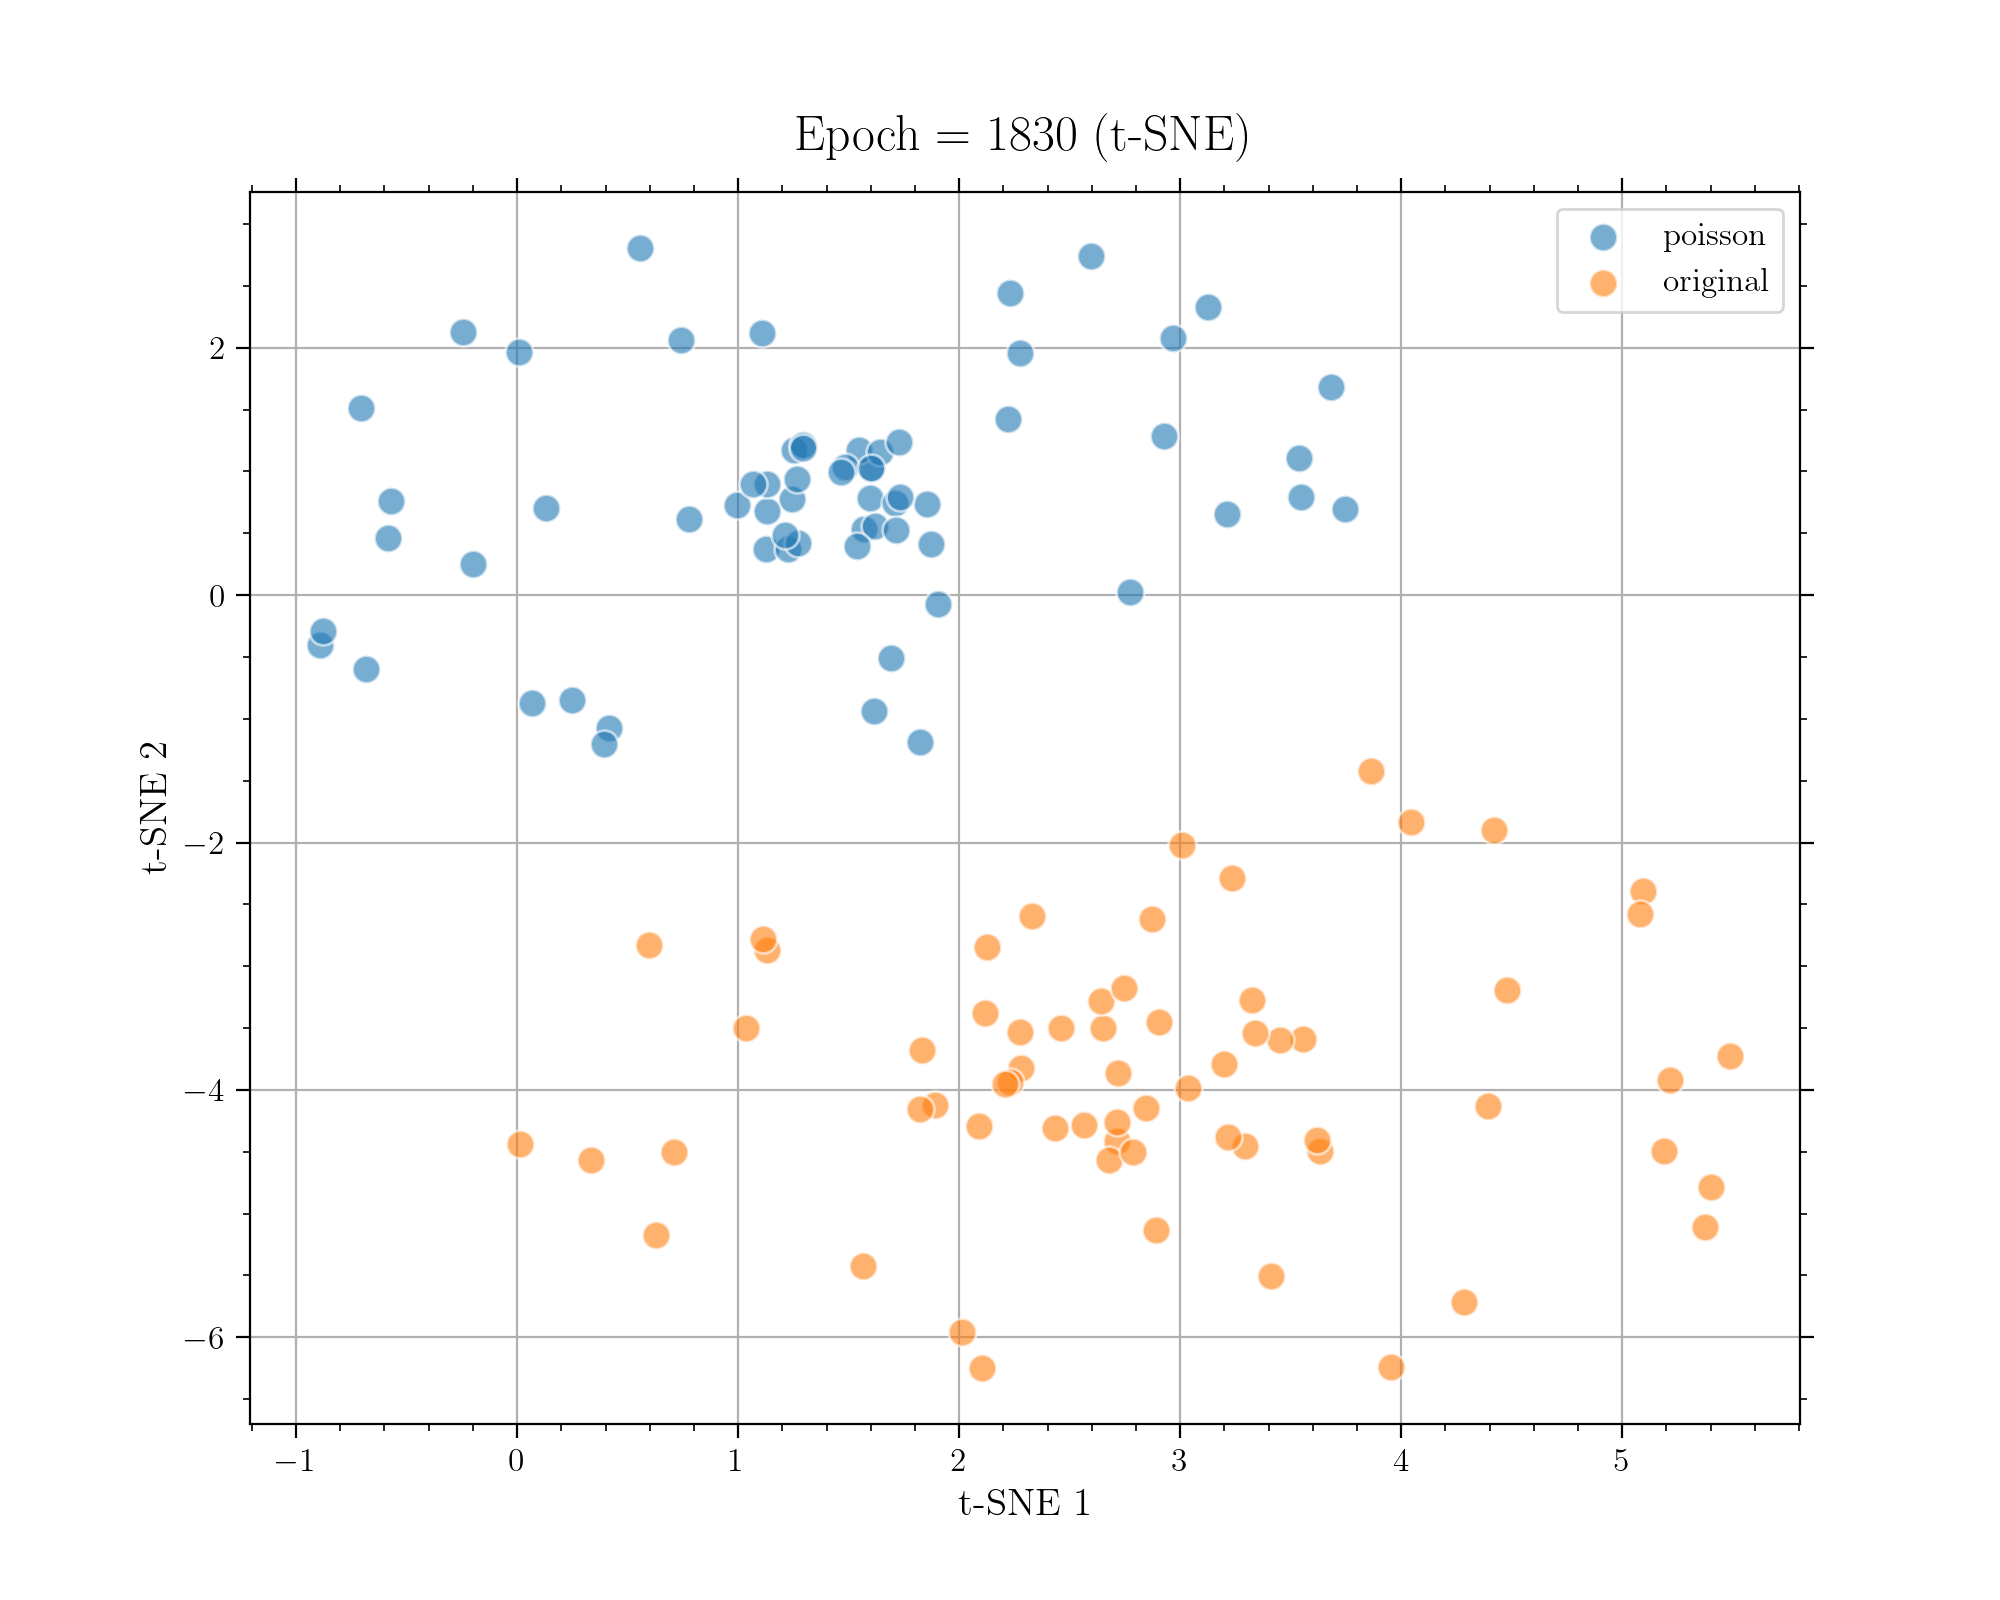 Epoch = 1830 (t-SNE)
poisson
original
2
0
−2
−4
−6
t-SNE 2
−1 0 1 2 3 4 5
t-SNE 1